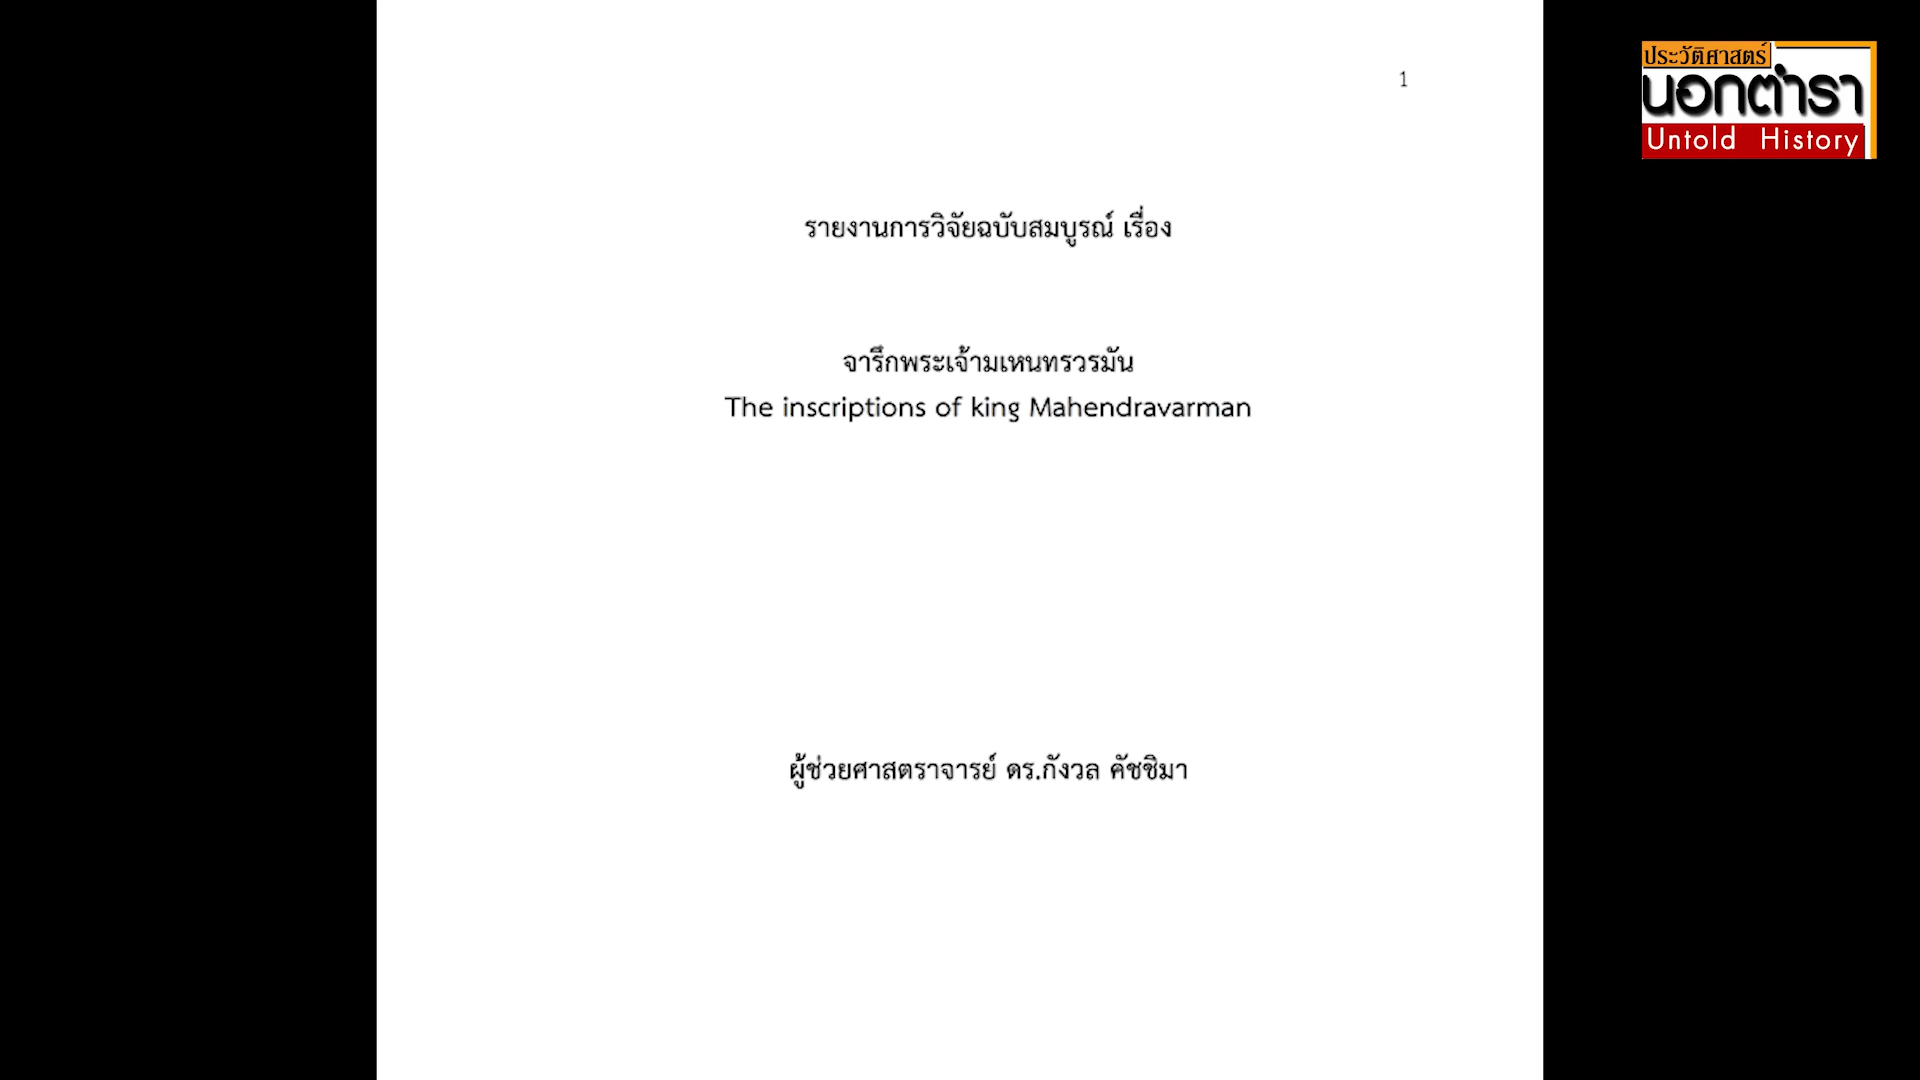 1
ประวัติศาสตร์
นอกตำรา
Untold History
รายงานการวิจัยฉบับสมบูรณ์ เรื่อง
จารึกพระเจ้ามเหนทรวรมัน
The inscriptions of king Mahendravarman
ผู้ช่วยศาสตราจารย์ ดร.กังวล คัชชิมา